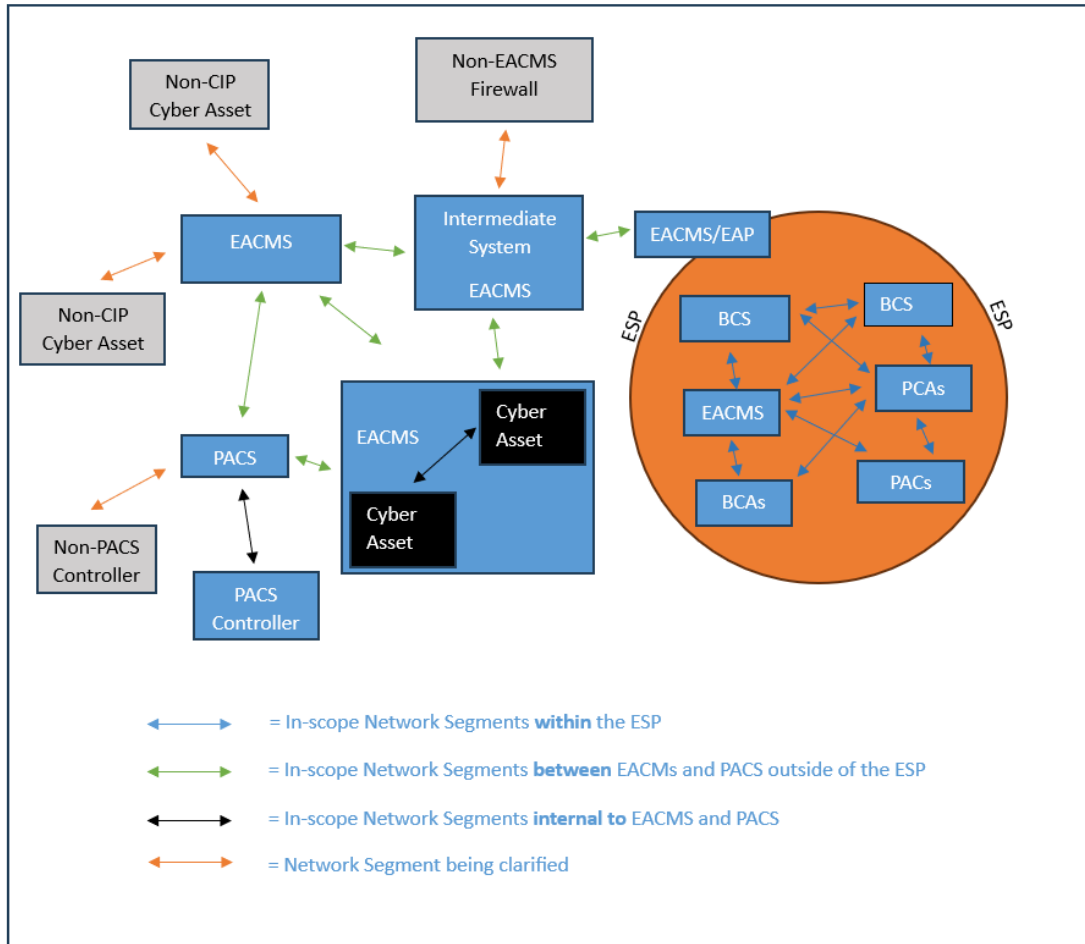 Non-CIP
Cyber Asset
Non-EACMS
Firewall
EACMS
Intermediate
System
EACMS
EACMS/EAP
Non-CIP
Cyber Asset
ESP
ESP
BCS
BCS
EACMS
PCAs
BCAs
PACs
PACS
EACMS
Cyber
Asset
Cyber
Asset
Non-PACS
Controller
PACS
Controller
= In-scope Network Segments within the ESP
= In-scope Network Segments between EACMs and PACS outside of the ESP
= In-scope Network Segments internal to EACMS and PACS
= Network Segment being clarified